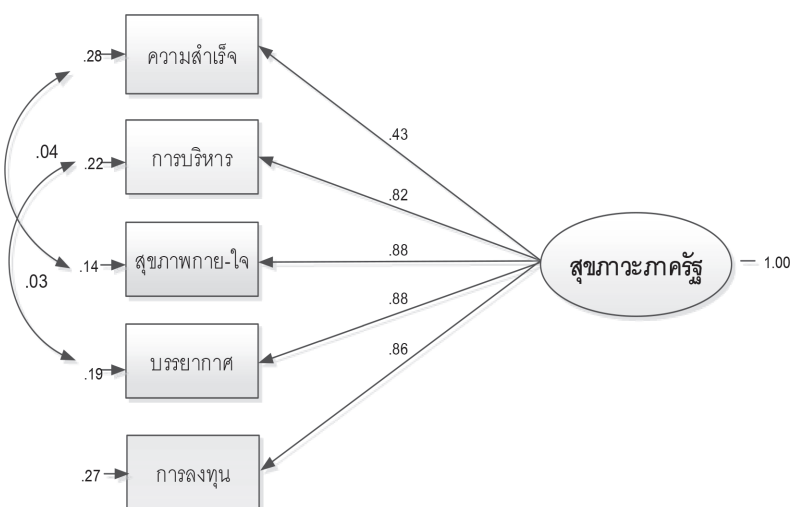 .28
ความสำเร็จ
.43
.04
.22
การบริหาร
.82
.14
สุขภาพกาย-ใจ
.88
สุขภาวะภาครัฐ
1.00
.03
.88
.19
บรรยากาศ
.86
.27
การลงทุน